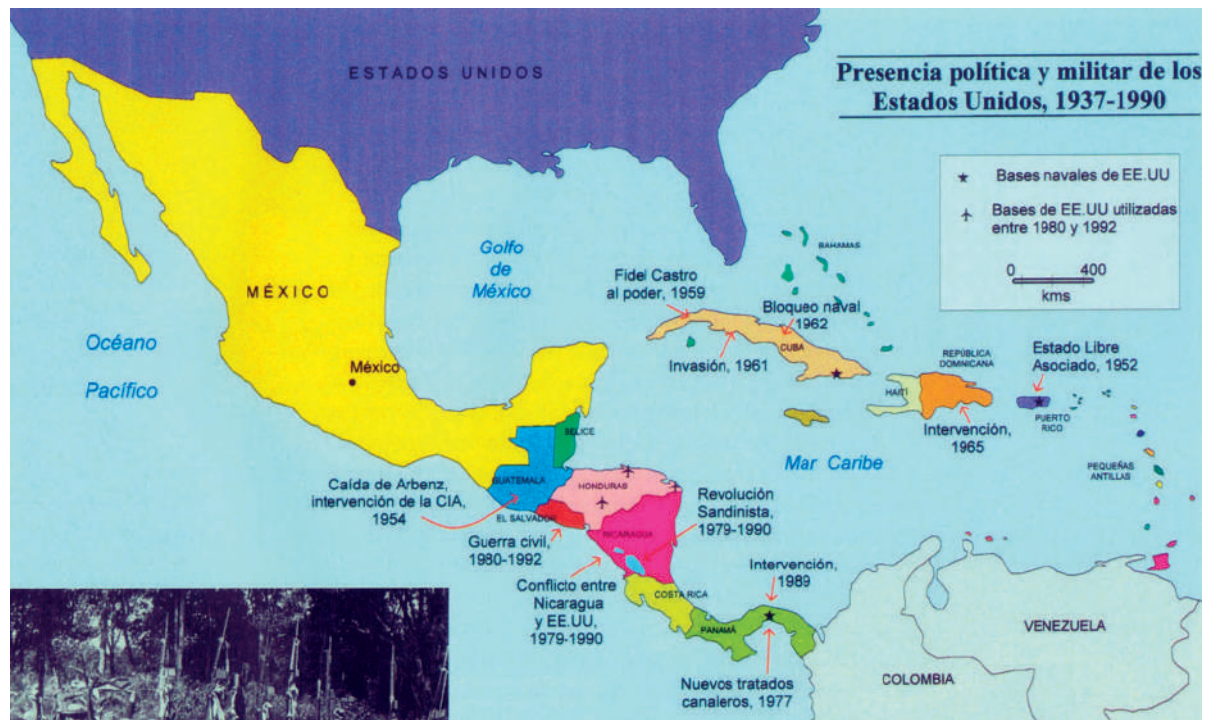 ESTADOS UNIDOS
Presencia política y militar de los
Estados Unidos, 1937-1990
Bases navales de EE.UU
Bases de EE.UU utilizadas
entre 1980 y 1992
0 400
kms
BAHAMAS
Golfo
de
México
Fidel Castro
al poder, 1959
Bloqueo naval
1962
CUBA
Invasión, 1961
MÉXICO
México
Océano
Pacífico
REPÚBLICA
DOMINICANA
Estado Libre
Asociado, 1952
HAITÍ
PUERTO
RICO
Intervención,
1965
BELICE
Mar Caribe
PEQUEÑAS
ANTILLAS
Caída de Arbenz,
intervención de la CIA,
1954
GUATEMALA
HONDURAS
EL SALVADOR
Revolución
Sandinista,
1979-1990
NICARAGUA
Guerra civil,
1980-1992
Intervención,
1989
Conflicto entre
Nicaragua
y EE.UU,
1979-1990
COSTA RICA
PANAMÁ
VENEZUELA
COLOMBIA
Nuevos tratados
canaleros, 1977